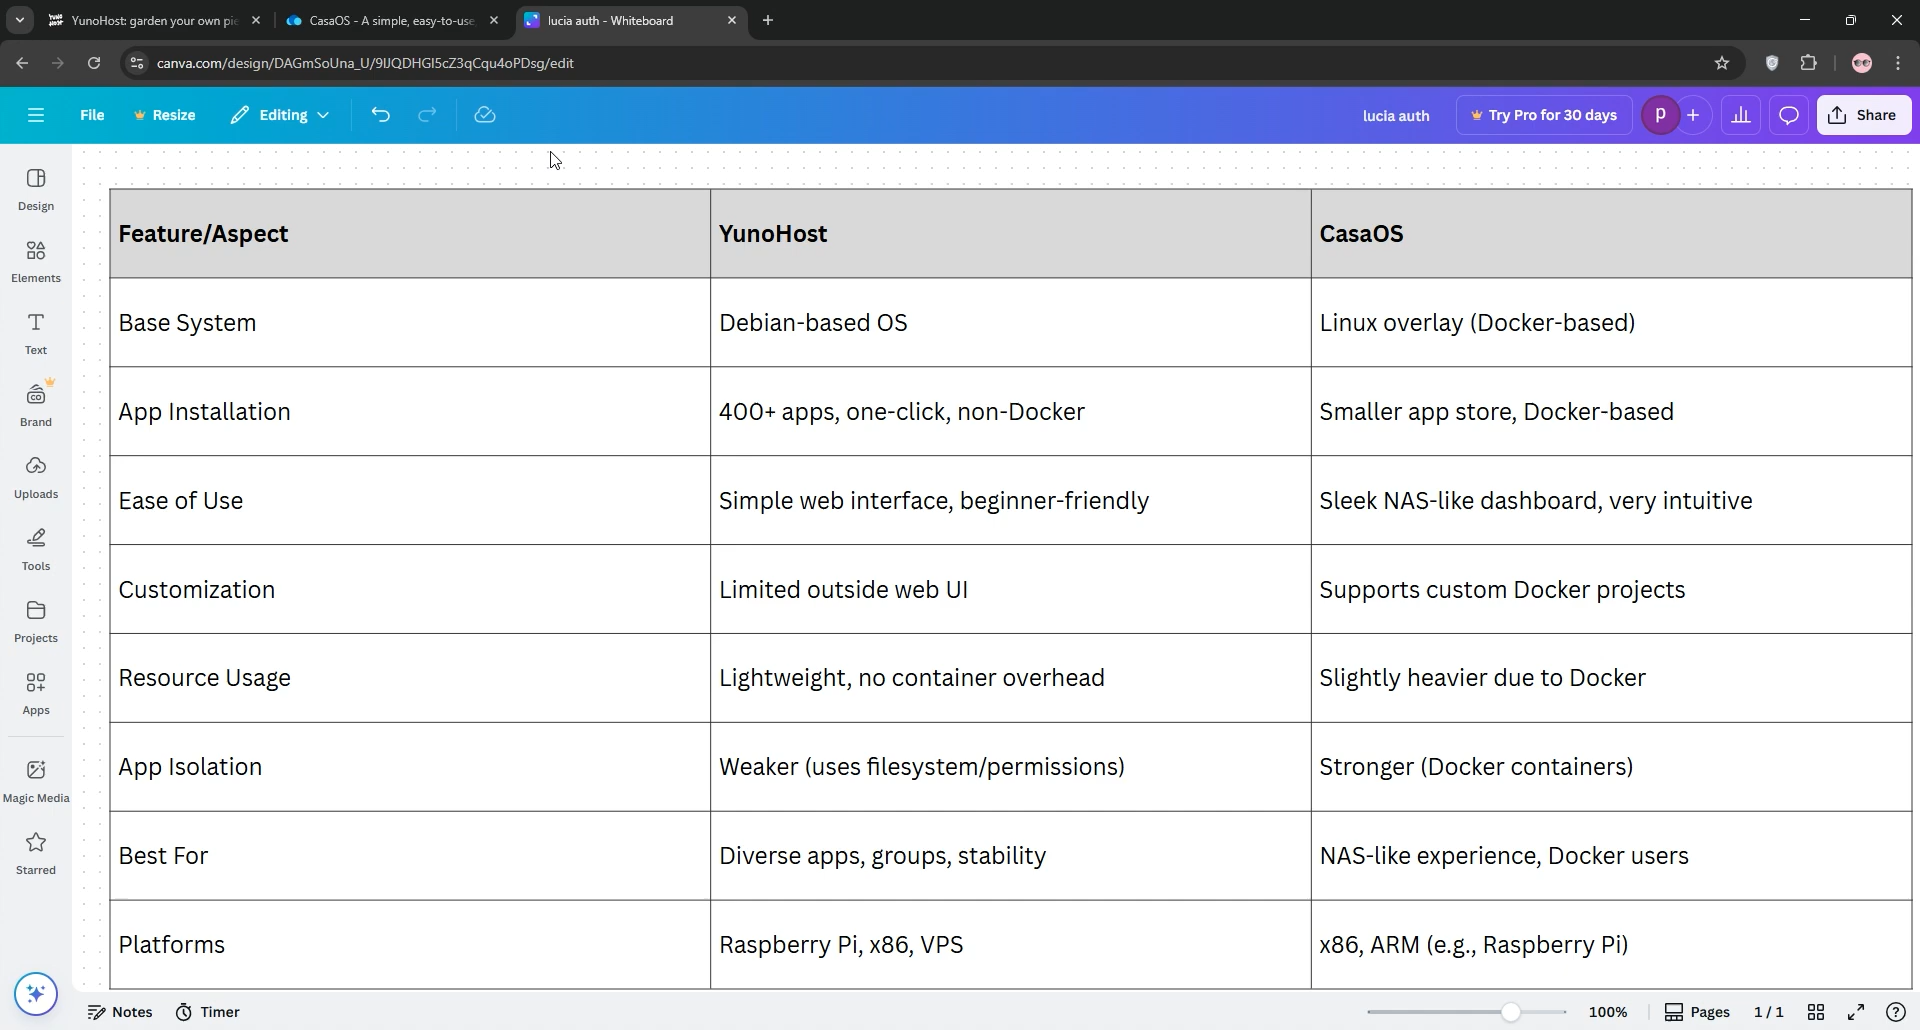 YunoHost: garden your own pie
CasaOS - A simple, easy-to-use
lucia auth - Whiteboard
canva.com/design/DAGmSoUna_U/9IJQDHGI5cZ3qCqu4oPDsg/edit
File
Resize
Editing
lucia auth
Try Pro for 30 days
P
Share
Design
Elements
Text
Brand
Uploads
Tools
Projects
Apps
Magic Media
Starred
Feature/Aspect YunoHost CasaOS
Base System Debian-based OS Linux overlay (Docker-based)
App Installation 400+ apps, one-click, non-Docker Smaller app store, Docker-based
Ease of Use Simple web interface, beginner-friendly Sleek NAS-like dashboard, very intuitive
Customization Limited outside web UI Supports custom Docker projects
Resource Usage Lightweight, no container overhead Slightly heavier due to Docker
App Isolation Weaker (uses filesystem/permissions) Stronger (Docker containers)
Best For Diverse apps, groups, stability NAS-like experience, Docker users
Platforms Raspberry Pi, x86, VPS x86, ARM (e.g., Raspberry Pi)
Notes
Timer
100%
Pages
1 / 1